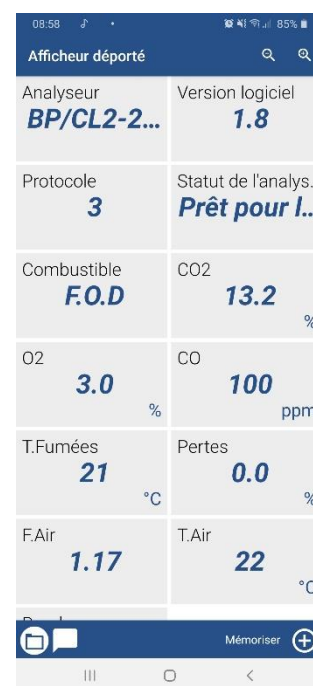 08:58 85%
Afficheur déporté
Analyseur
BP/CL2-2...
Version logiciel
1.8
Protocole
3
Statut de l'analys.
Prêt pour l..
Combustible
F.O.D
CO2
13.2
%
O2
3.0
%
CO
100
ppm
T.Fumées
21
°C
Pertes
0.0
%
F.Air
1.17
T.Air
22
°C
Mémoriser